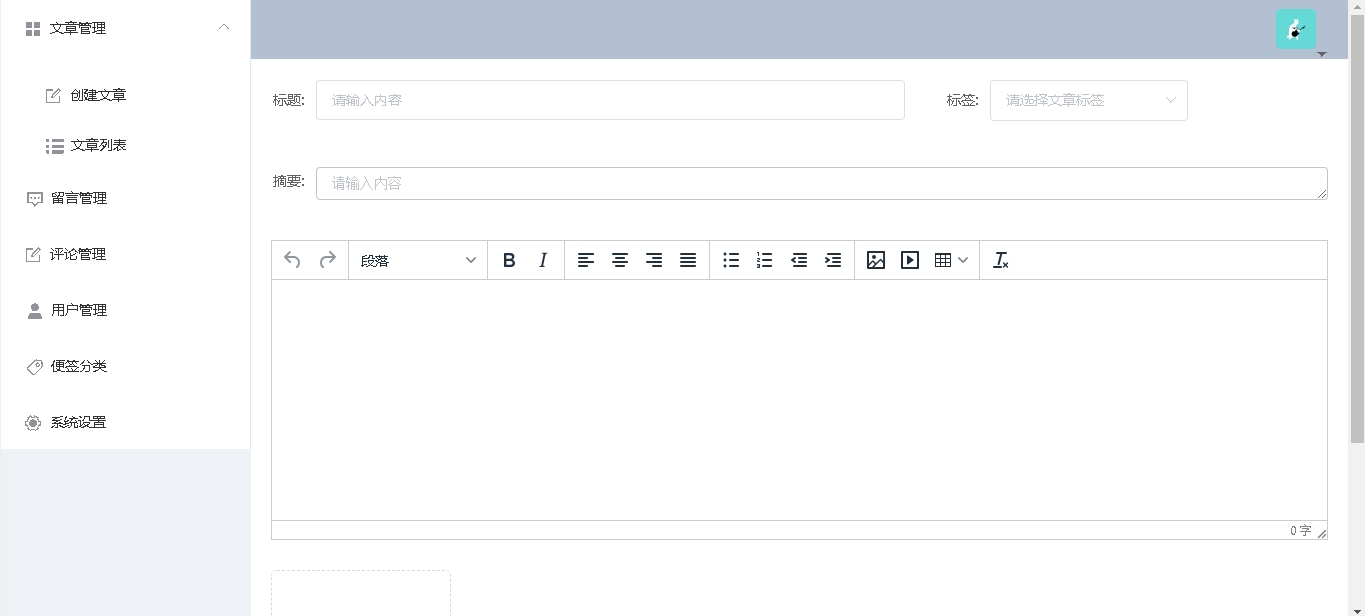 文章管理
创建文章
文章列表
留言管理
评论管理
用户管理
便签分类
系统设置
标题: 请输入内容 标签: 请选择文章标签
摘要: 请输入内容
段落
0 字